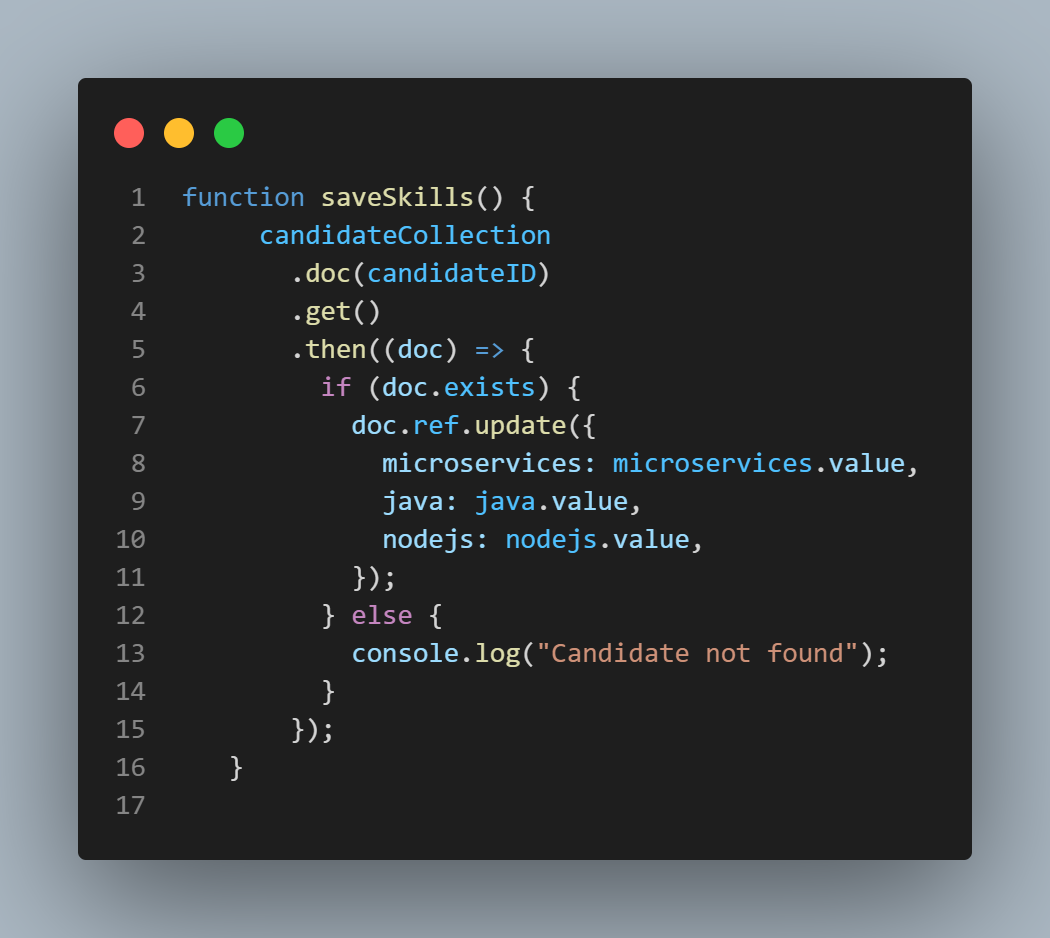 1 function saveSkills() {
2 candidateCollection
3 .doc(candidateID)
4 .get()
5 .then((doc) => {
6 if (doc.exists) {
7 doc.ref.update({
8 microservices: microservices.value,
9 java: java.value,
10 nodejs: nodejs.value,
11 });
12 } else {
13 console.log("Candidate not found");
14 }
15 });
16 }
17